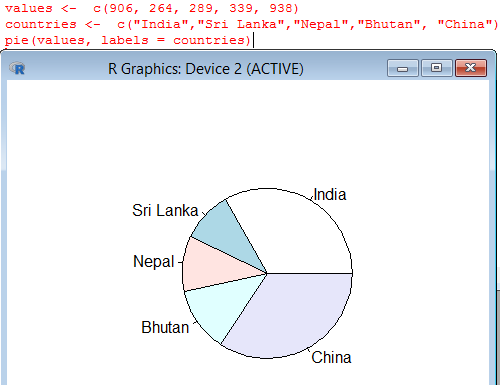 values <-  c(906, 264, 289, 339, 938)
countries <-  c("India","Sri Lanka","Nepal","Bhutan", "China")
pie(values, labels = countries)
R Graphics: Device 2 (ACTIVE)
India
Sri Lanka
Nepal
Bhutan
China